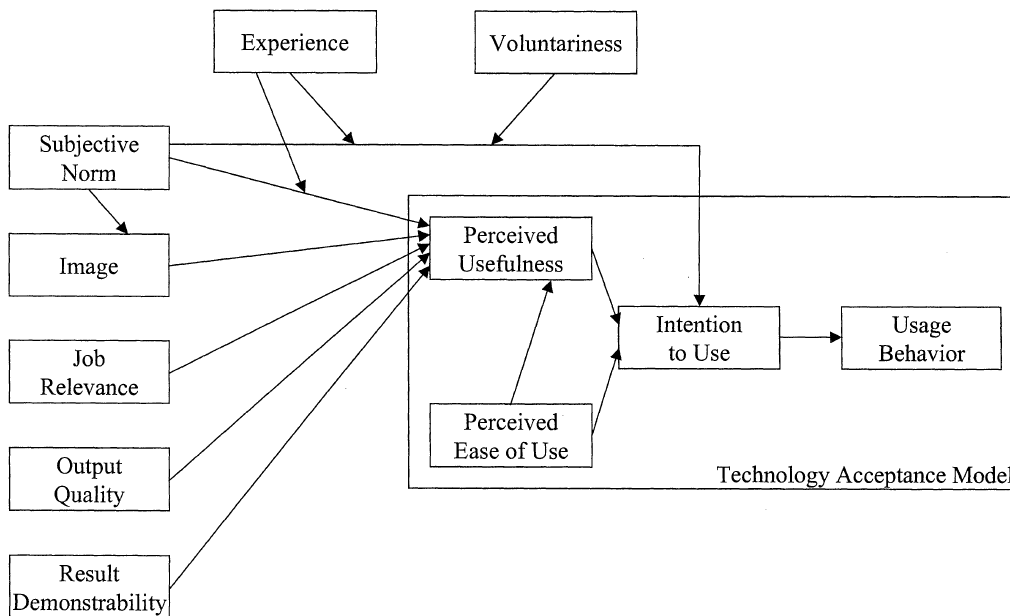 Experience
Voluntariness
Subjective
Norm
Image
Job
Relevance
Output
Quality
Result
Demonstrability
Perceived
Usefulness
Perceived
Ease of Use
Intention
to Use
Usage
Behavior
Technology Acceptance Model